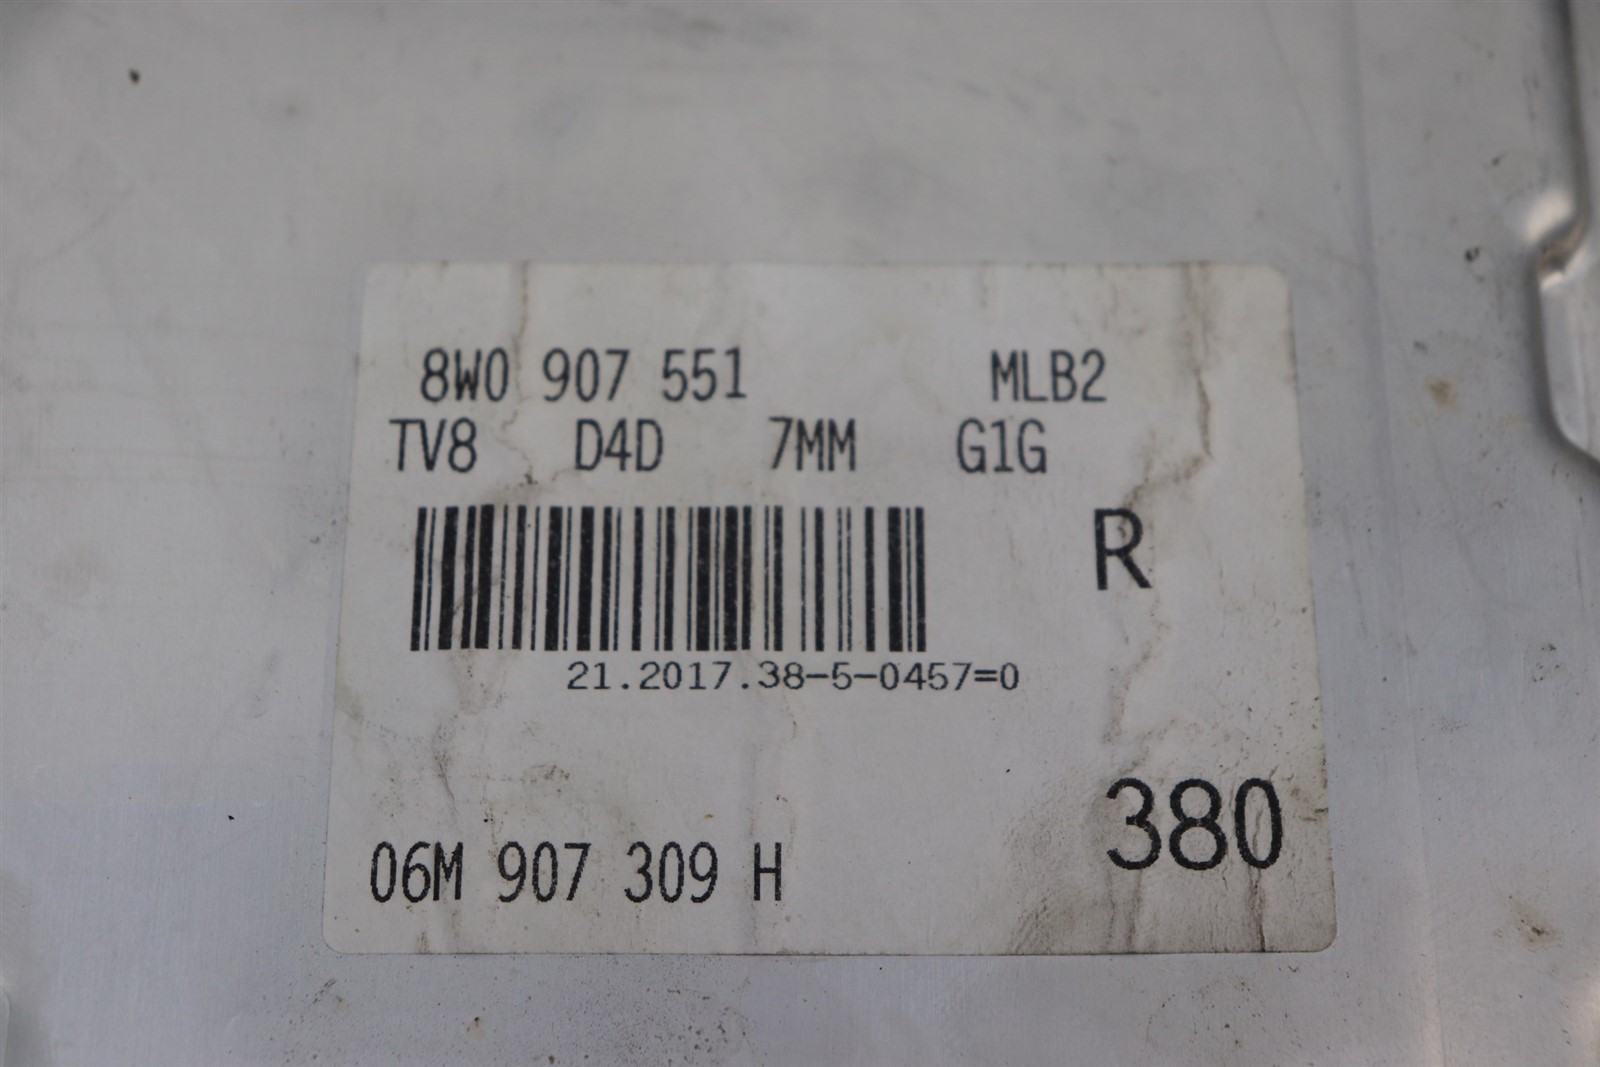 8W0 907 551 MLB2
TV8 D4D 7MM G1G
R
21.2017.38-5-0457=0
380
06M 907 309 H